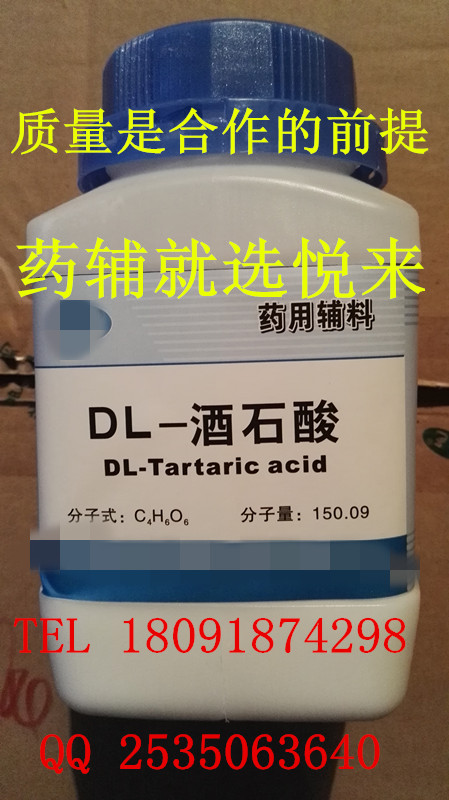 质量是合作的前提
药辅就选悦来
药用辅料
DL-酒石酸
DL-Tartaric acid
分子式：C₄H₆O₆ 分子量：150.09
TEL 18091874298
QQ 2535063640